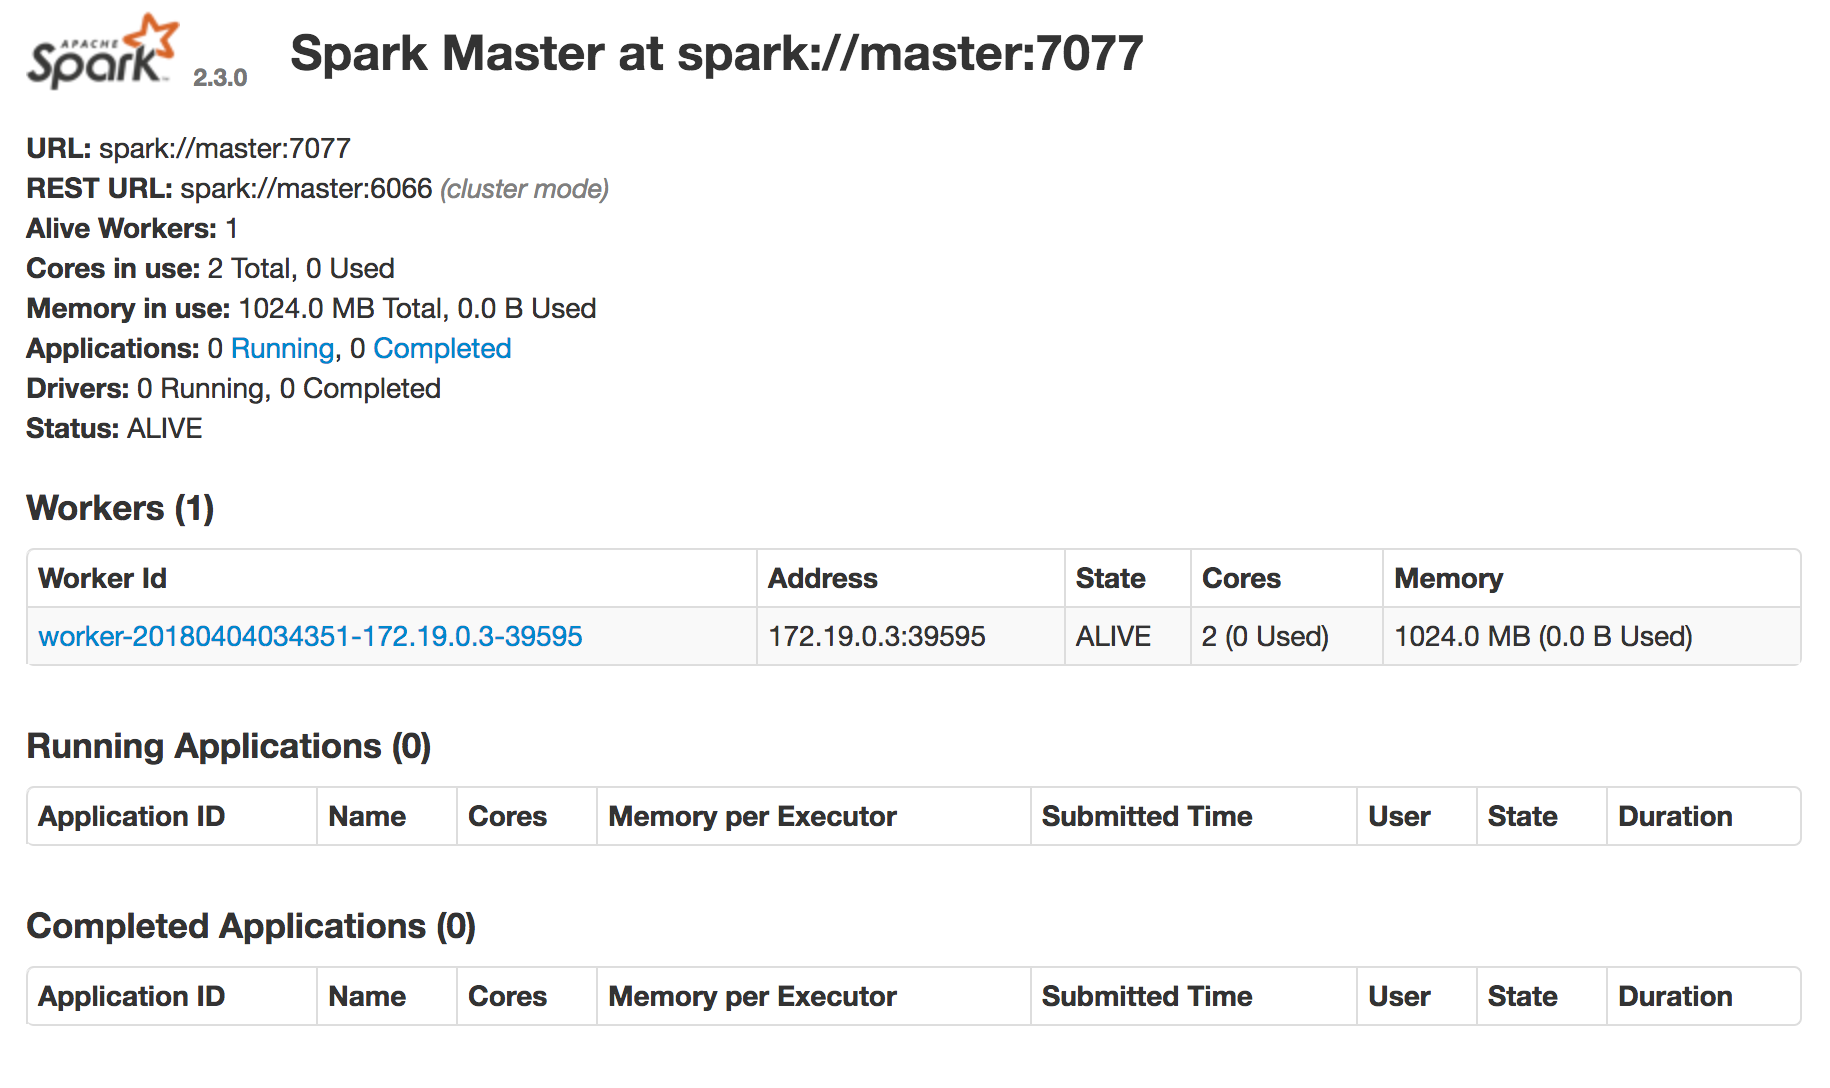 APACHE
Spark™ 2.3.0 Spark Master at spark://master:7077
URL: spark://master:7077
REST URL: spark://master:6066 (cluster mode)
Alive Workers: 1
Cores in use: 2 Total, 0 Used
Memory in use: 1024.0 MB Total, 0.0 B Used
Applications: 0 Running, 0 Completed
Drivers: 0 Running, 0 Completed
Status: ALIVE
Workers (1)
Worker Id Address State Cores Memory
worker-20180404034351-172.19.0.3-39595 172.19.0.3:39595 ALIVE 2 (0 Used) 1024.0 MB (0.0 B Used)
Running Applications (0)
Application ID Name Cores Memory per Executor Submitted Time User State Duration
Completed Applications (0)
Application ID Name Cores Memory per Executor Submitted Time User State Duration